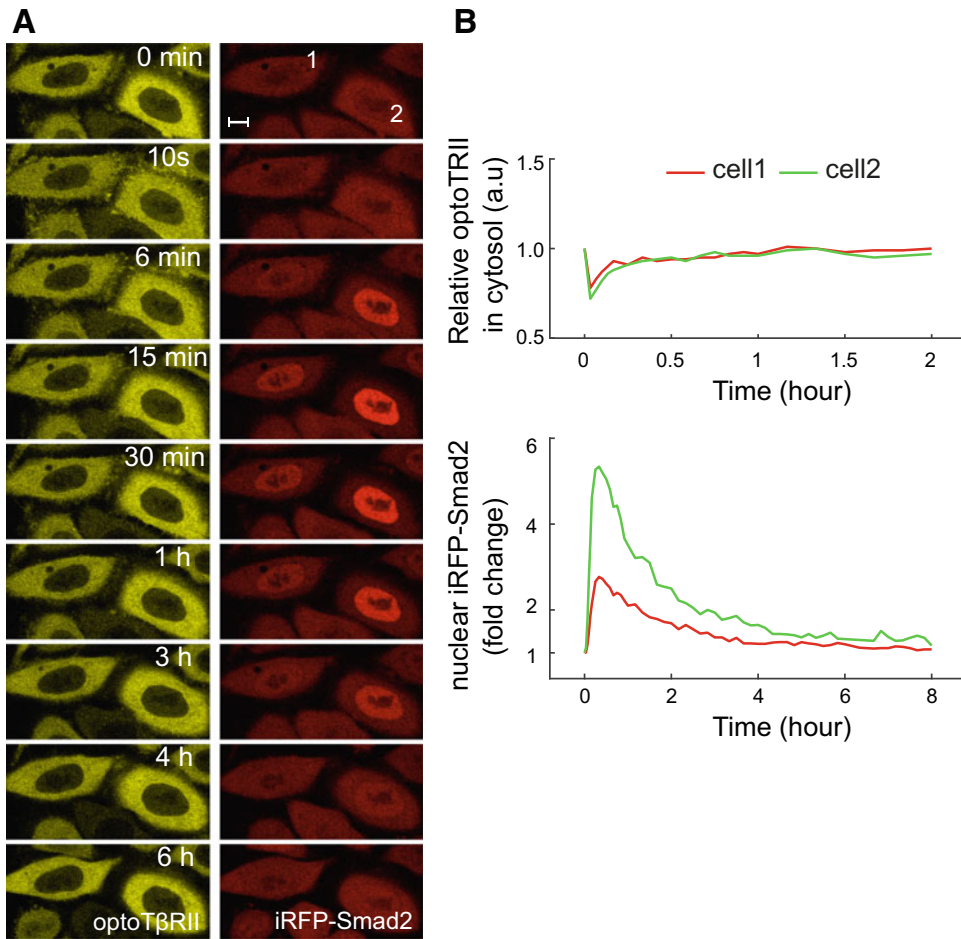 A
0 min
1
2
10s
6 min
15 min
30 min
1 h
3 h
4 h
6 h
optoTβRII
iRFP-Smad2
B
Relative optoTRII
in cytosol (a.u)
1.5
1.0
0.5
cell1
cell2
0
0.5
1
1.5
2
Time (hour)
nuclear iRFP-Smad2
(fold change)
6
4
2
1
0
2
4
6
8
Time (hour)